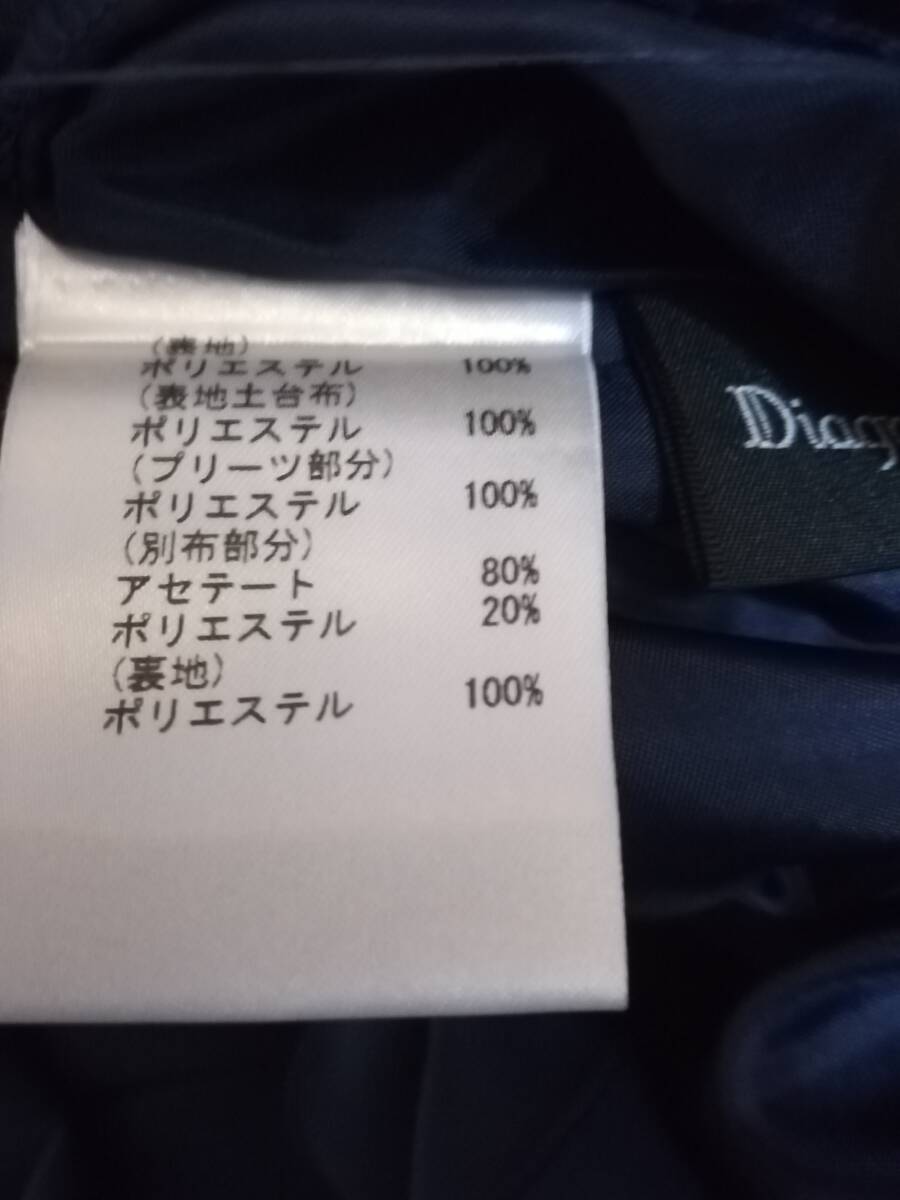 (表地)
ポリエステル 100%
(表地土台布)
ポリエステル 100%
(プリーツ部分)
ポリエステル 100%
(別布部分)
アセテート 80%
ポリエステル 20%
(裏地)
ポリエステル 100%